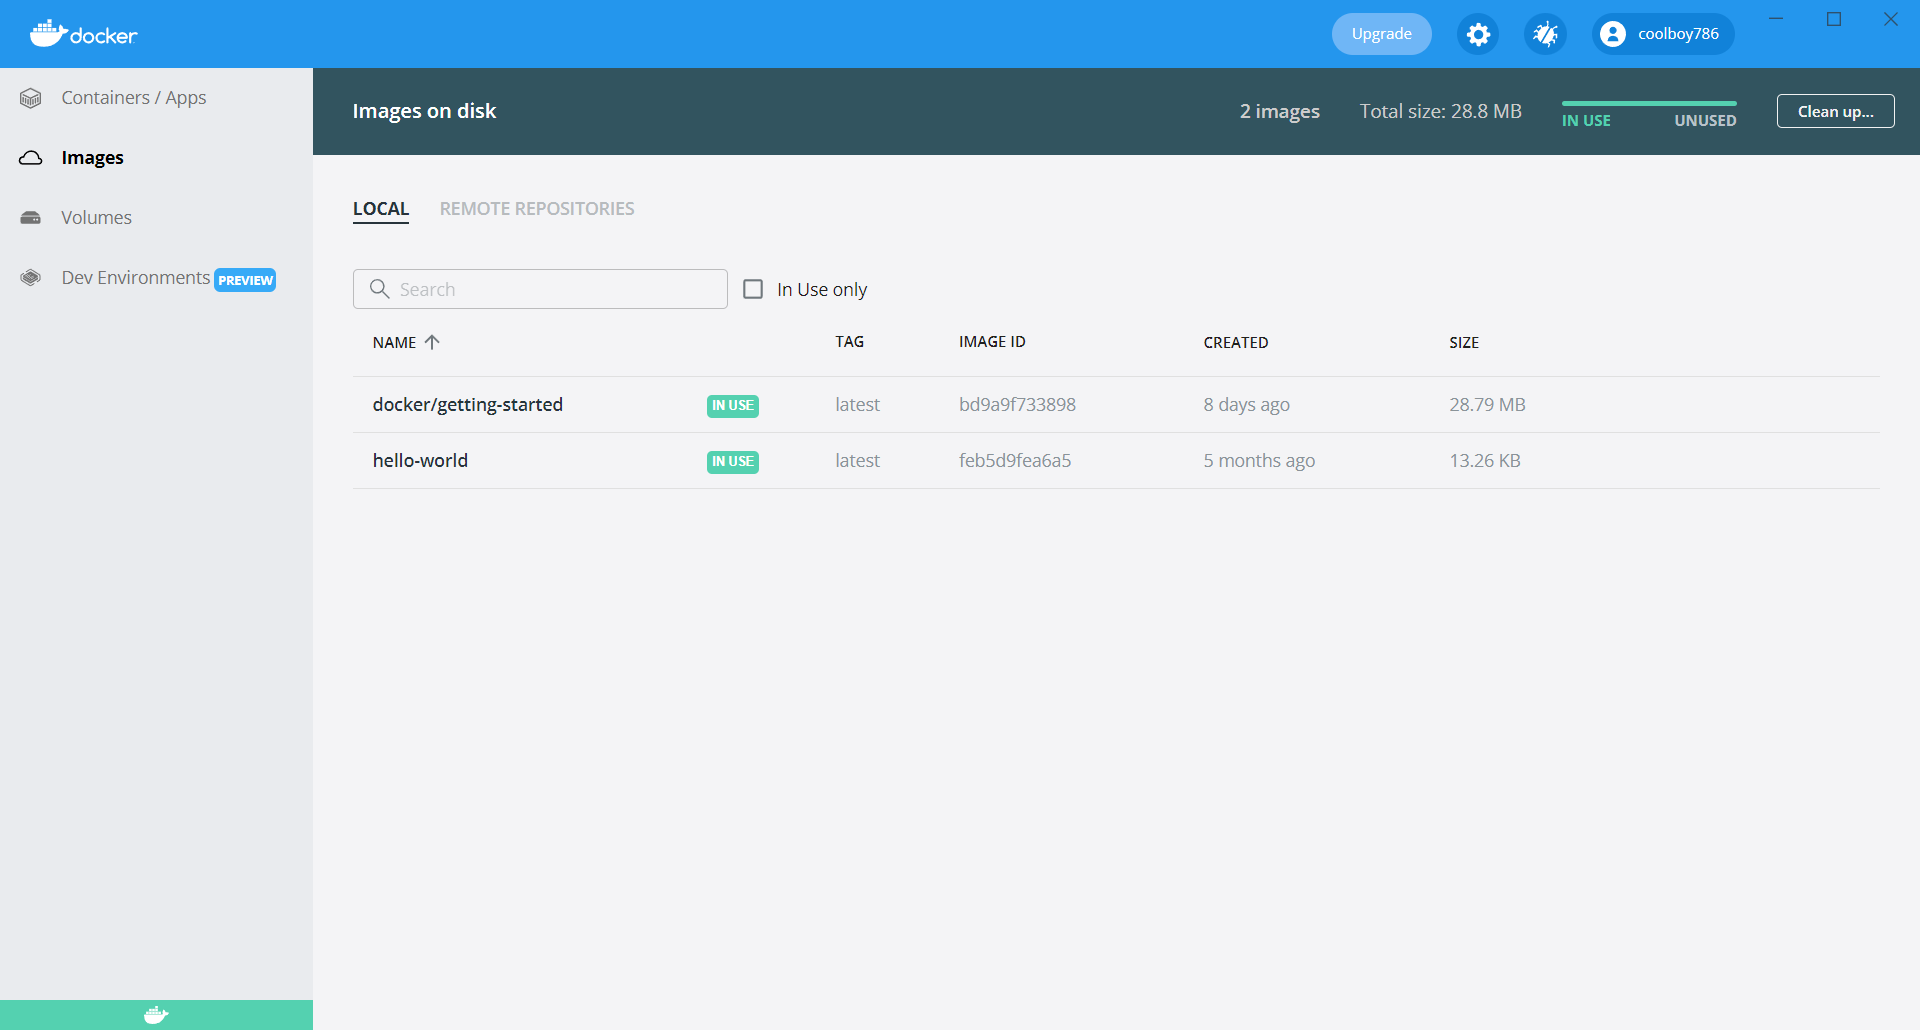 docker
Upgrade
coolboy786
Containers / Apps
Images
Volumes
Dev Environments PREVIEW
Images on disk
2 images
Total size: 28.8 MB
IN USE
UNUSED
Clean up...
LOCAL
REMOTE REPOSITORIES
Search
In Use only
NAME TAG IMAGE ID CREATED SIZE
docker/getting-started IN USE latest bd9a9f733898 8 days ago 28.79 MB
hello-world IN USE latest feb5d9fea6a5 5 months ago 13.26 KB